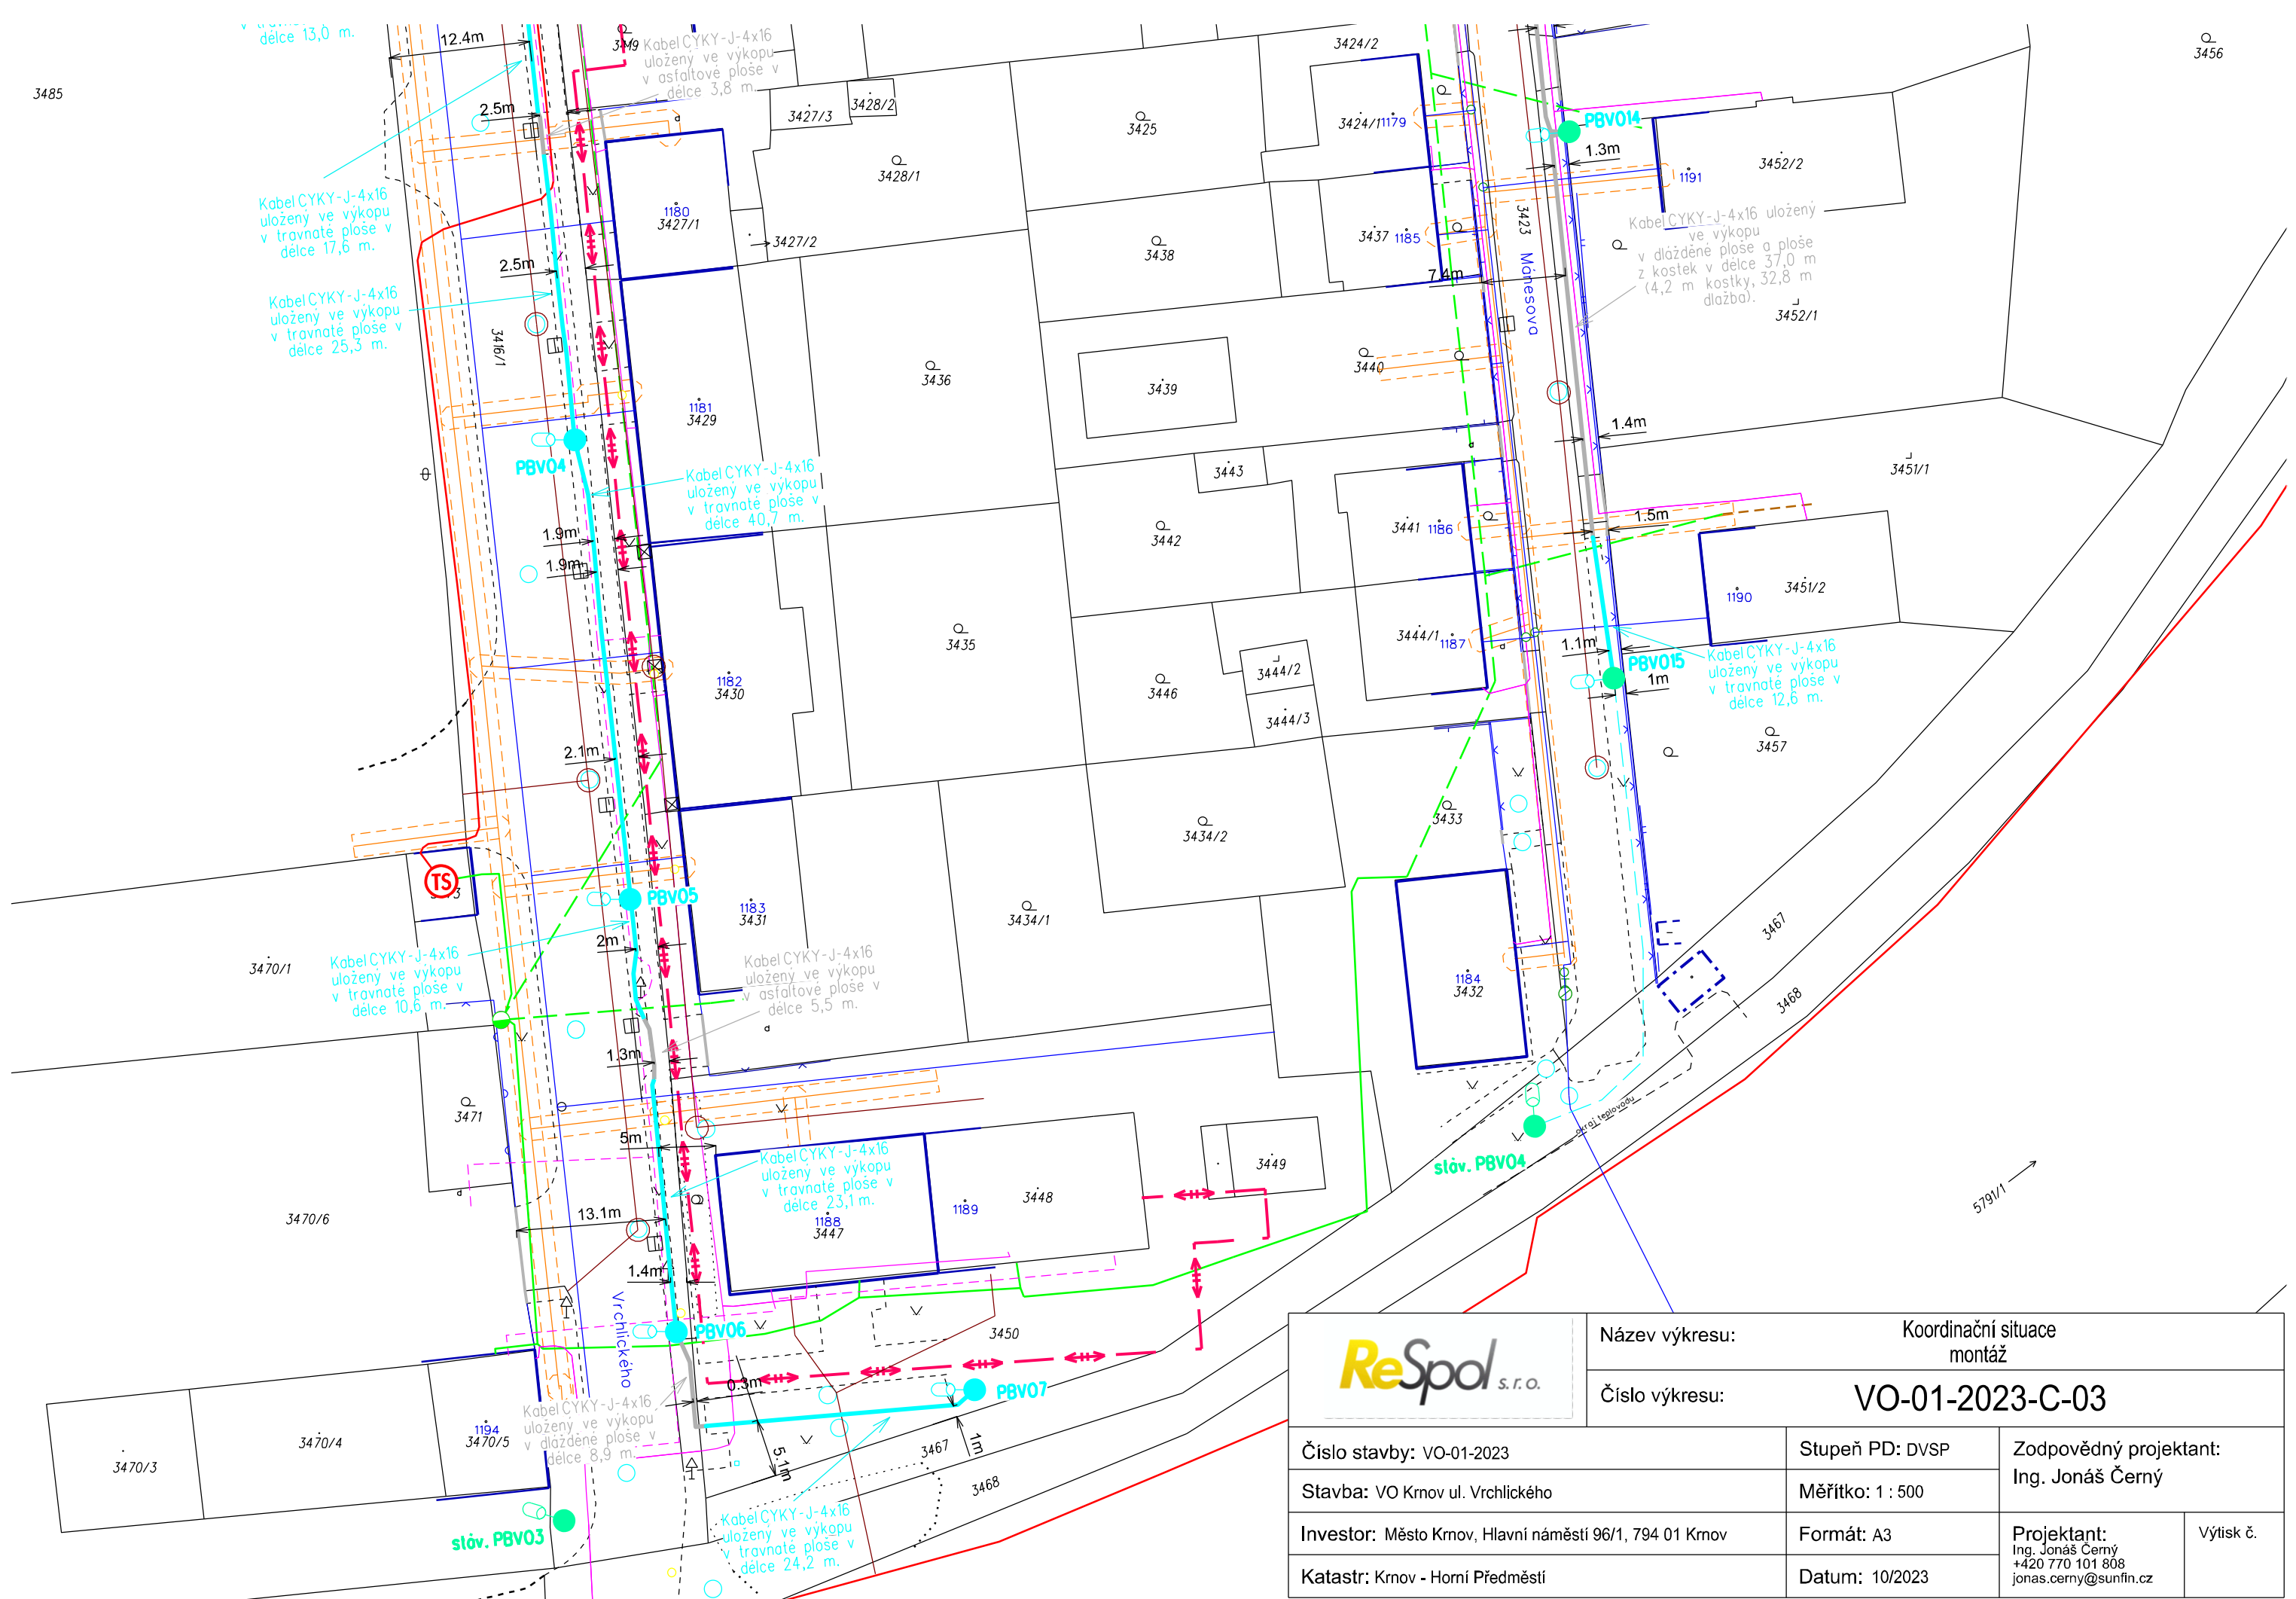 délce 13,0 m.
12.4m
3419
Kabel CYKY-J-4x16
uložený ve výkopu
v asfaltové ploše v
délce 3,8 m.
3485
2.5m
3427/3
3428/2
3428/1
3425
3424/2
3424/1
1179
PBV014
1.3m
3456
3452/2
1191
Kabel CYKY-J-4x16
uložený ve výkopu
v travnaté ploše v
délce 17,6 m.
1180
3427/1
3427/2
2.5m
3438
3437
1185
3423
Mánesova
7.4m
Kabel CYKY-J-4x16 uložený
ve výkopu
v dlážděné ploše a ploše
z kostek v délce 37,0 m
(4,2 m kostky, 32,8 m
dlažba).
3452/1
Kabel CYKY-J-4x16
uložený ve výkopu
v travnaté ploše v
délce 25,3 m.
3416/1
3436
3439
3440
1181
3429
1.4m
PBV04
Kabel CYKY-J-4x16
uložený ve výkopu
v travnaté ploše v
délce 40,7 m.
3443
3451/1
1.9m
1.9m
3442
3441
1186
1.5m
1190
3451/2
3435
3444/1
1187
1.1m
PBV015
1m
Kabel CYKY-J-4x16
uložený ve výkopu
v travnaté ploše v
délce 12,6 m.
1182
3430
3446
3444/2
3444/3
2.1m
3457
3434/2
3433
TS
PBV05
1183
3431
3434/1
2m
3470/1
Kabel CYKY-J-4x16
uložený ve výkopu
v travnaté ploše v
délce 10,6 m.
Kabel CYKY-J-4x16
uložený ve výkopu
v asfaltové ploše v
délce 5,5 m.
1184
3432
3467
3468
1.3m
3471
okraj teplovodu
5m
Kabel CYKY-J-4x16
uložený ve výkopu
v travnaté ploše v
délce 23,1 m.
3449
stáv. PBV04
3470/6
13.1m
1188
3447
1189
3448
5791/1
1.4m
Vrchlického
PBV06
3450
0.3m
PBV07
Kabel CYKY-J-4x16
uložený ve výkopu
v dlážděné ploše v
délce 8,9 m.
1194
3470/5
3470/4
3470/3
5.1m
1m
3467
3468
stáv. PBV03
Kabel CYKY-J-4x16
uložený ve výkopu
v travnaté ploše v
délce 24,2 m.
ReSpol s.r.o.
Název výkresu:
Koordinační situace
montáž
Číslo výkresu:
VO-01-2023-C-03
Číslo stavby: VO-01-2023
Stupeň PD: DVSP
Zodpovědný projektant:
Ing. Jonáš Černý
Stavba: VO Krnov ul. Vrchlického
Měřítko: 1 : 500
Investor: Město Krnov, Hlavní náměstí 96/1, 794 01 Krnov
Formát: A3
Projektant:
Ing. Jonáš Černý
+420 770 101 808
jonas.cerny@sunfin.cz
Výtisk č.
Katastr: Krnov - Horní Předměstí
Datum: 10/2023